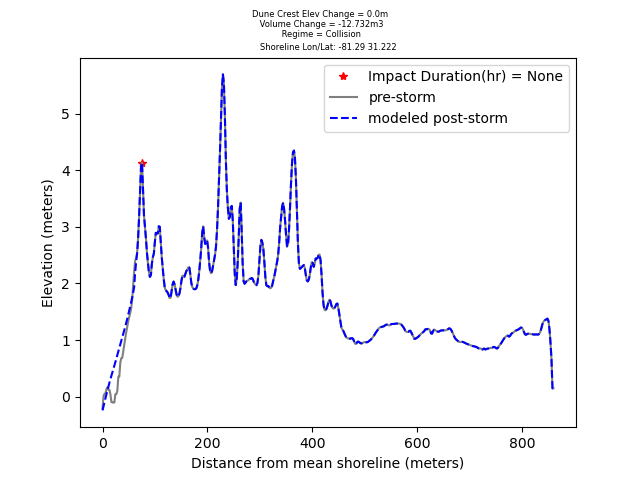 Dune Crest Elev Change = 0.0m
Volume Change = -12.732m3
Regime = Collision
Shoreline Lon/Lat: -81.29 31.222
Impact Duration(hr) = None
pre-storm
modeled post-storm
Elevation (meters)
5
4
3
2
1
0
0 200 400 600 800
Distance from mean shoreline (meters)